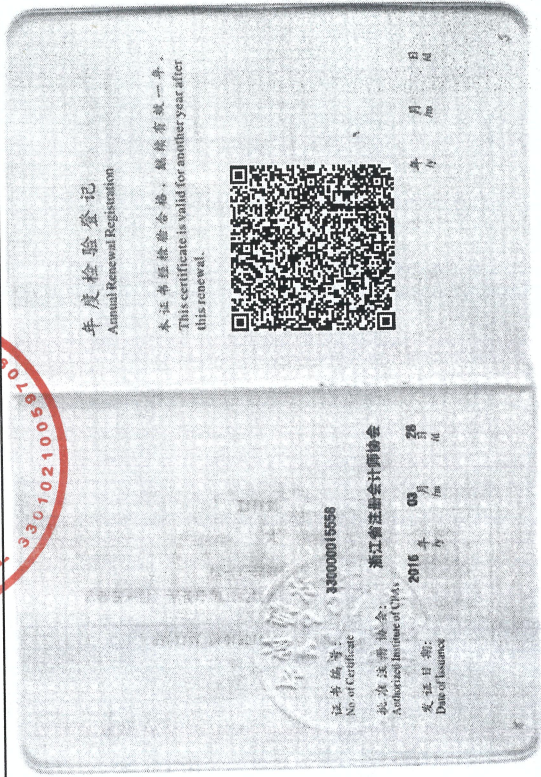 年度检验登记
Annual Renewal Registration
本证书经检验合格，继续有效一年。
This certificate is valid for another year after
this renewal.
年 月 日
/y /m /d
5
证书编号：
No. of Certificate
330000015658
批准注册协会：
Authorized Institute of CPAs
浙江省注册会计师协会
发证日期：
Date of Issuance
2016 年 03 月 28 日
/y /m /d
4